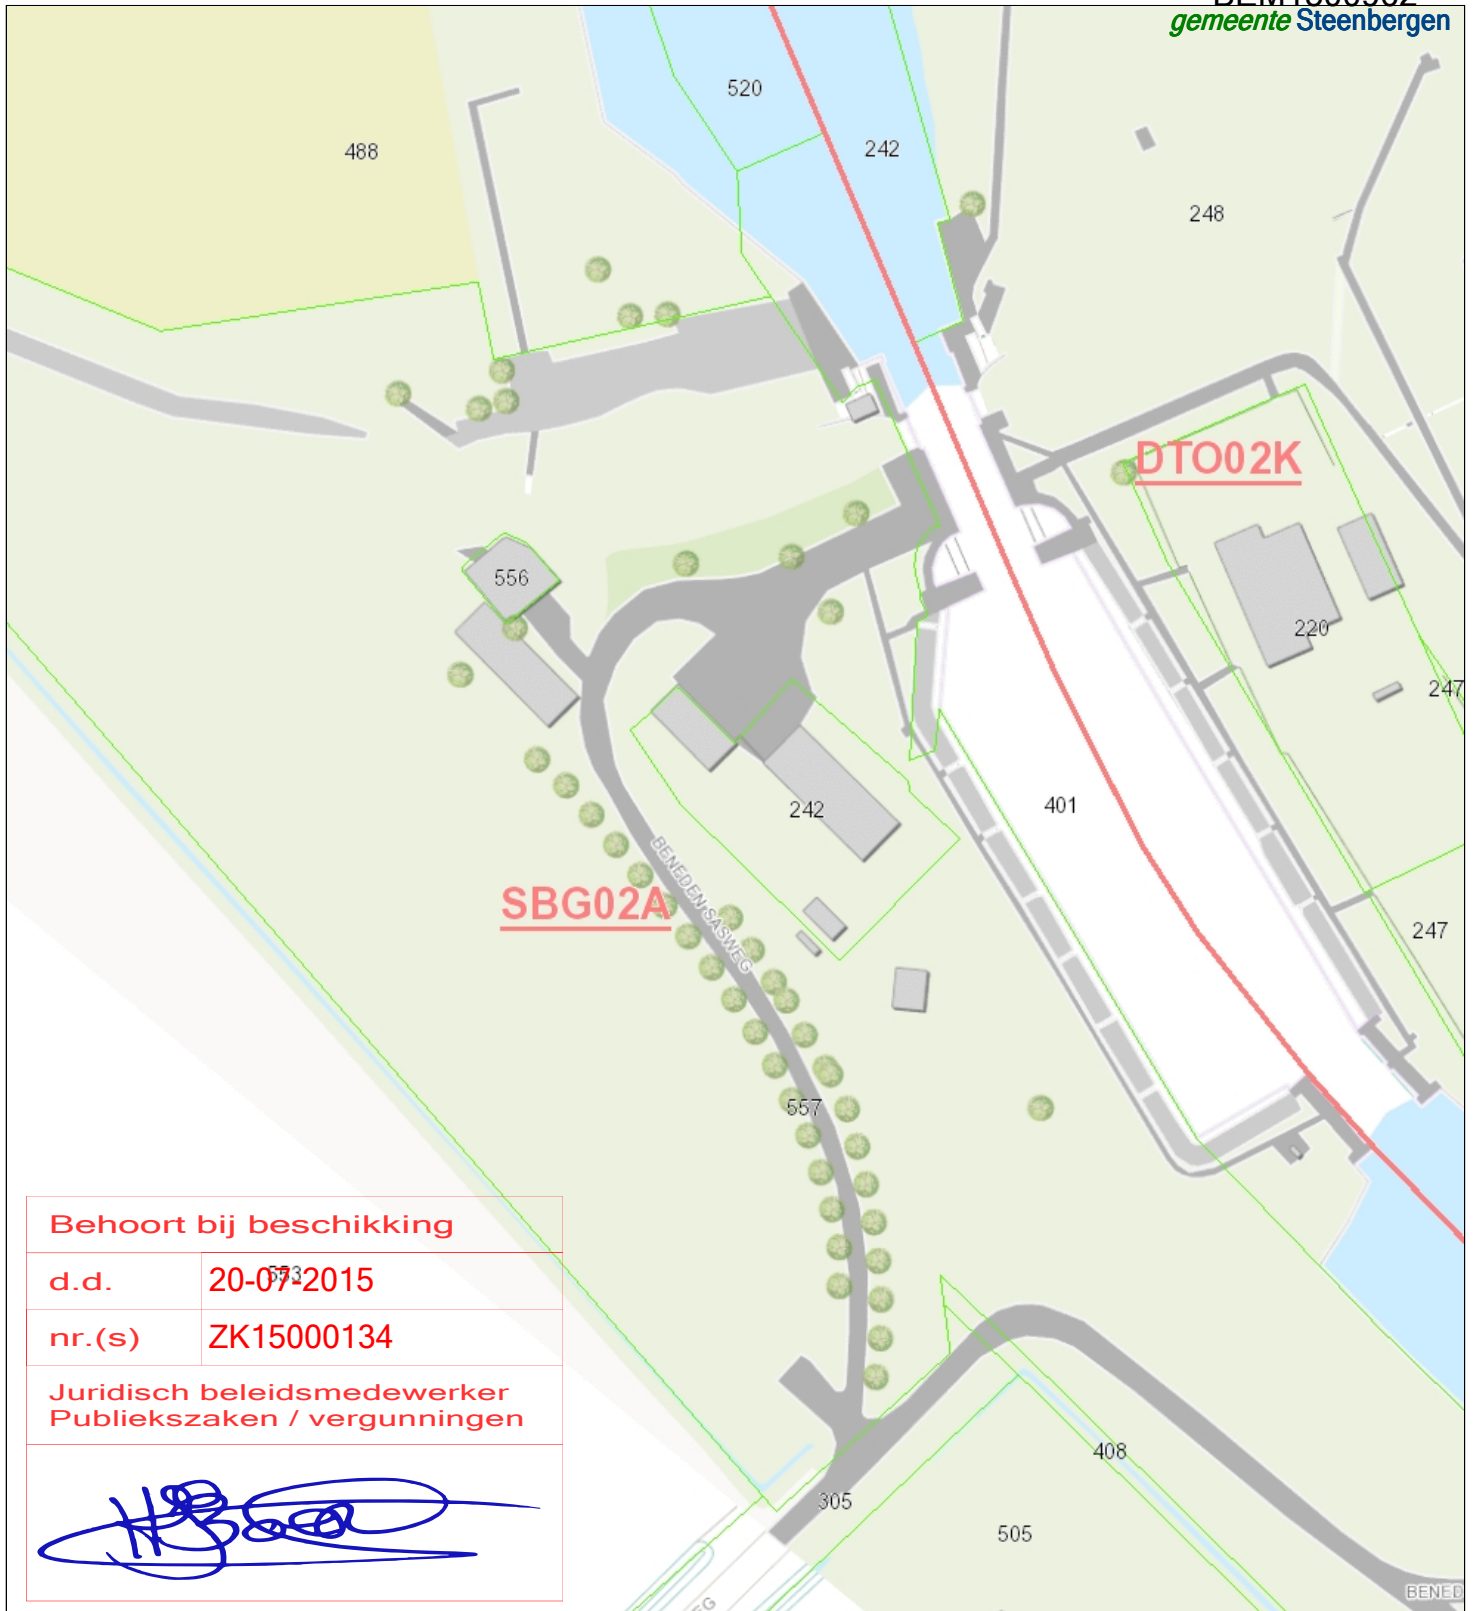 gemeente Steenbergen
520
242
488
248
DTO02K
556
220
247
242
401
SBG02A
BENEDEN SASWEG
247
557
Behoort bij beschikking
d.d. 20-07-2015
553
nr.(s) ZK15000134
Juridisch beleidsmedewerker
Publiekszaken / vergunningen
408
305
505
BENED